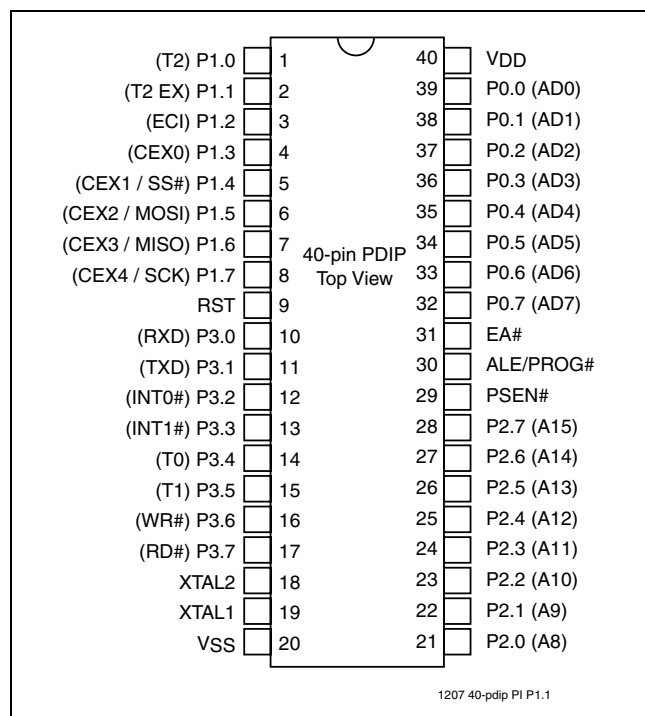 (T2) P1.0 1 40 VDD
(T2 EX) P1.1 2 39 P0.0 (AD0)
(ECI) P1.2 3 38 P0.1 (AD1)
(CEX0) P1.3 4 37 P0.2 (AD2)
(CEX1 / SS#) P1.4 5 36 P0.3 (AD3)
(CEX2 / MOSI) P1.5 6 35 P0.4 (AD4)
(CEX3 / MISO) P1.6 7 34 P0.5 (AD5)
40-pin PDIP
(CEX4 / SCK) P1.7 8 Top View 33 P0.6 (AD6)
RST 9 32 P0.7 (AD7)
(RXD) P3.0 10 31 EA#
(TXD) P3.1 11 30 ALE/PROG#
(INT0#) P3.2 12 29 PSEN#
(INT1#) P3.3 13 28 P2.7 (A15)
(T0) P3.4 14 27 P2.6 (A14)
(T1) P3.5 15 26 P2.5 (A13)
(WR#) P3.6 16 25 P2.4 (A12)
(RD#) P3.7 17 24 P2.3 (A11)
XTAL2 18 23 P2.2 (A10)
XTAL1 19 22 P2.1 (A9)
VSS 20 21 P2.0 (A8)
1207 40-pdip PI P1.1